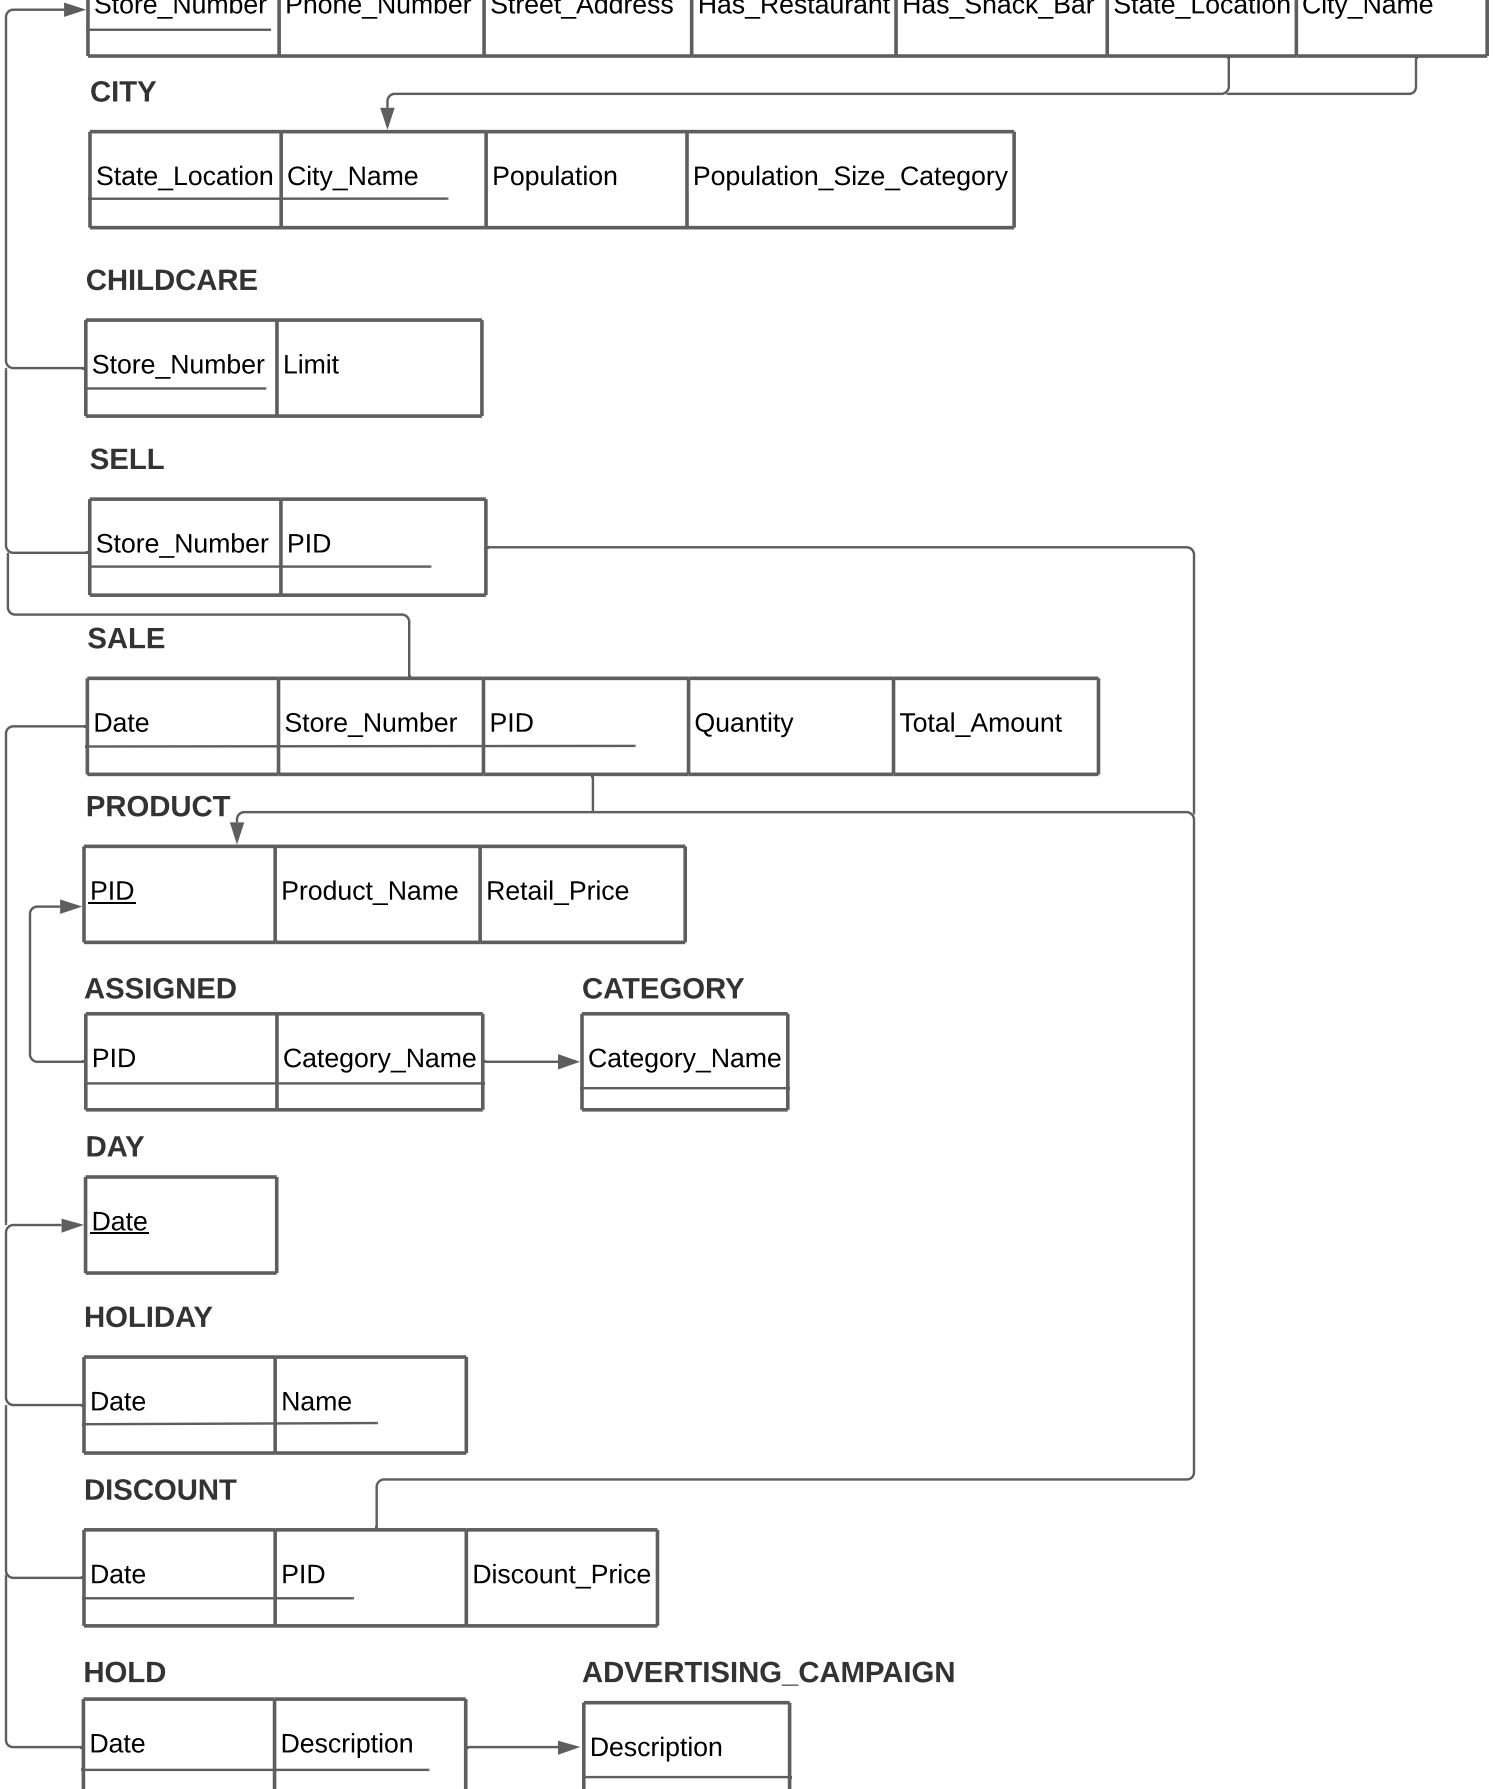 Store_Number Phone_Number Street_Address Has_Restaurant Has_Snack_Bar State_Location City_Name
CITY
State_Location City_Name Population Population_Size_Category
CHILDCARE
Store_Number Limit
SELL
Store_Number PID
SALE
Date Store_Number PID Quantity Total_Amount
PRODUCT
PID Product_Name Retail_Price
ASSIGNED CATEGORY
PID Category_Name Category_Name
DAY
Date
HOLIDAY
Date Name
DISCOUNT
Date PID Discount_Price
HOLD ADVERTISING_CAMPAIGN
Date Description Description